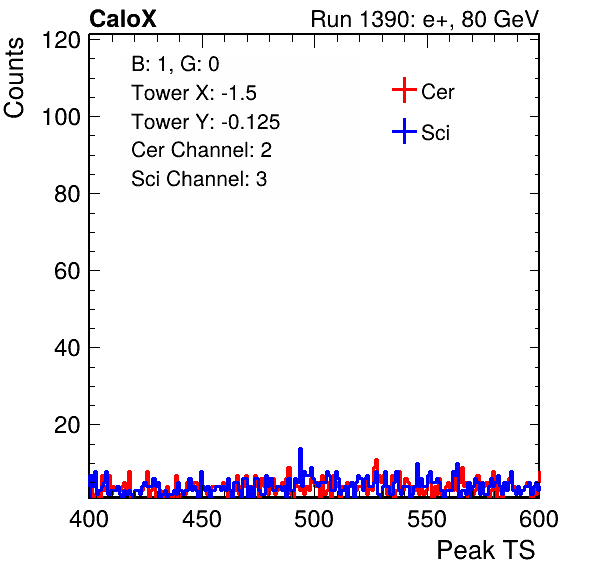 CaloX Run 1390: e+, 80 GeV
Counts
120
100
80
60
40
20
B: 1, G: 0
Tower X: -1.5
Tower Y: -0.125
Cer Channel: 2
Sci Channel: 3
Cer
Sci
400 450 500 550 600
Peak TS